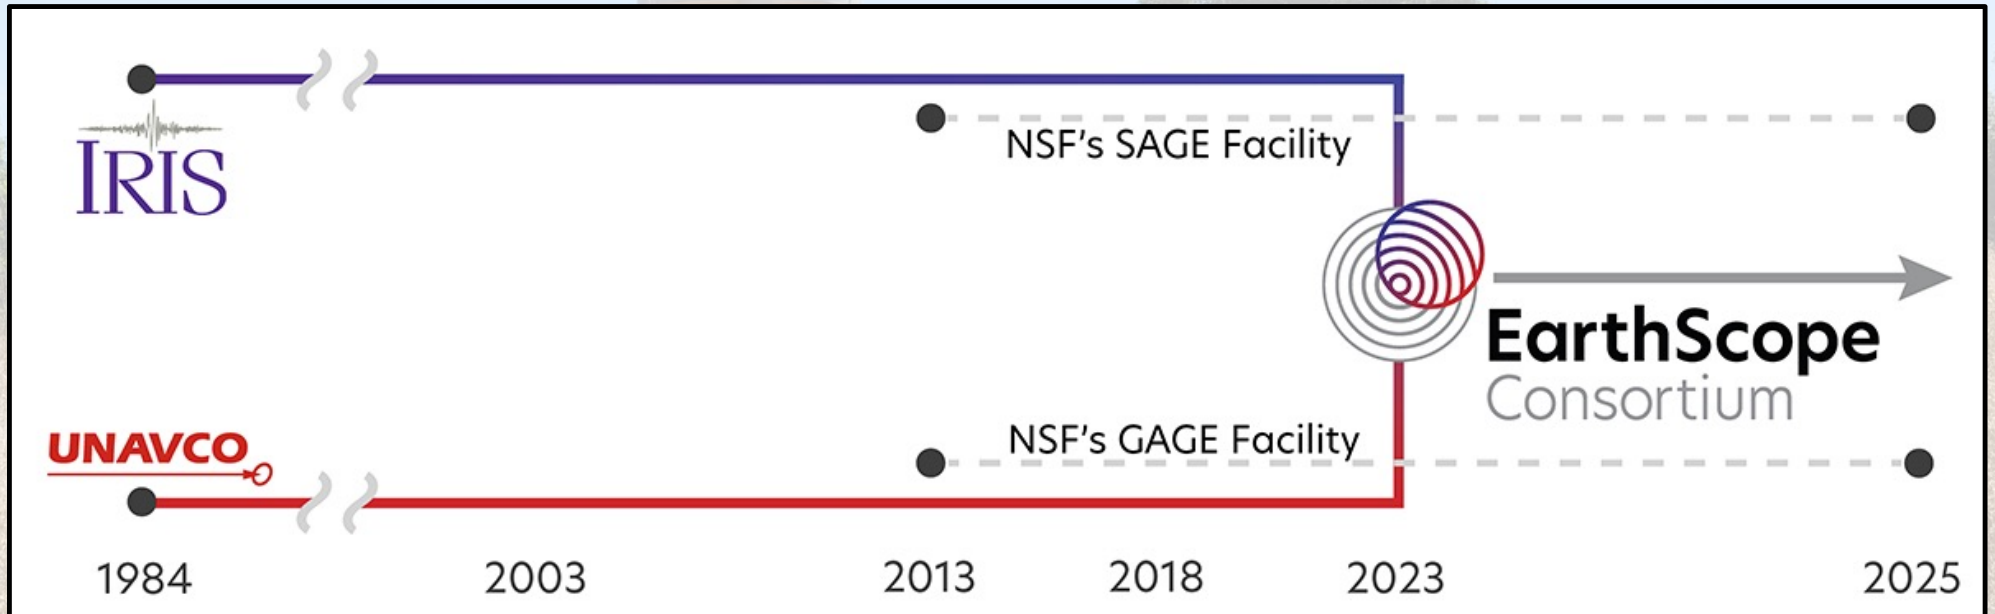 IRIS
NSF's SAGE Facility
EarthScope
Consortium
UNAVCO
NSF's GAGE Facility
1984 2003 2013 2018 2023 2025